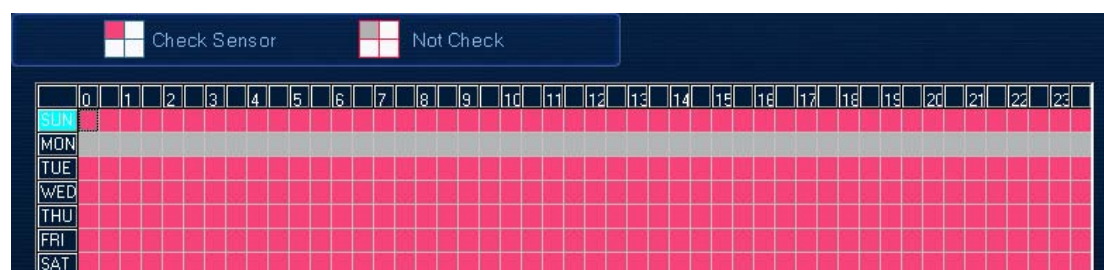 Check Sensor Not Check
0 1 2 3 4 5 6 7 8 9 10 11 12 13 14 15 16 17 18 19 20 21 22 23
SUN
MON
TUE
WED
THU
FRI
SAT